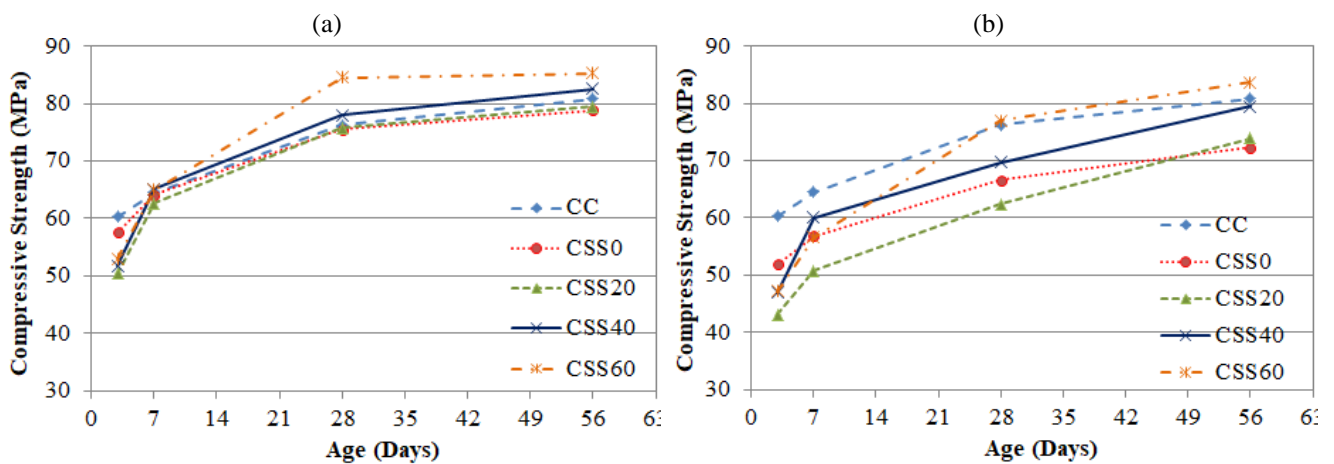 (a)
90
80
70
60
50
40
30
0 7 14 21 28 35 42 49 56 63
Compressive Strength (MPa)
Age (Days)
CC
CSS0
CSS20
CSS40
CSS60
(b)
90
80
70
60
50
40
30
0 7 14 21 28 35 42 49 56 63
Compressive Strength (MPa)
Age (Days)
CC
CSS0
CSS20
CSS40
CSS60